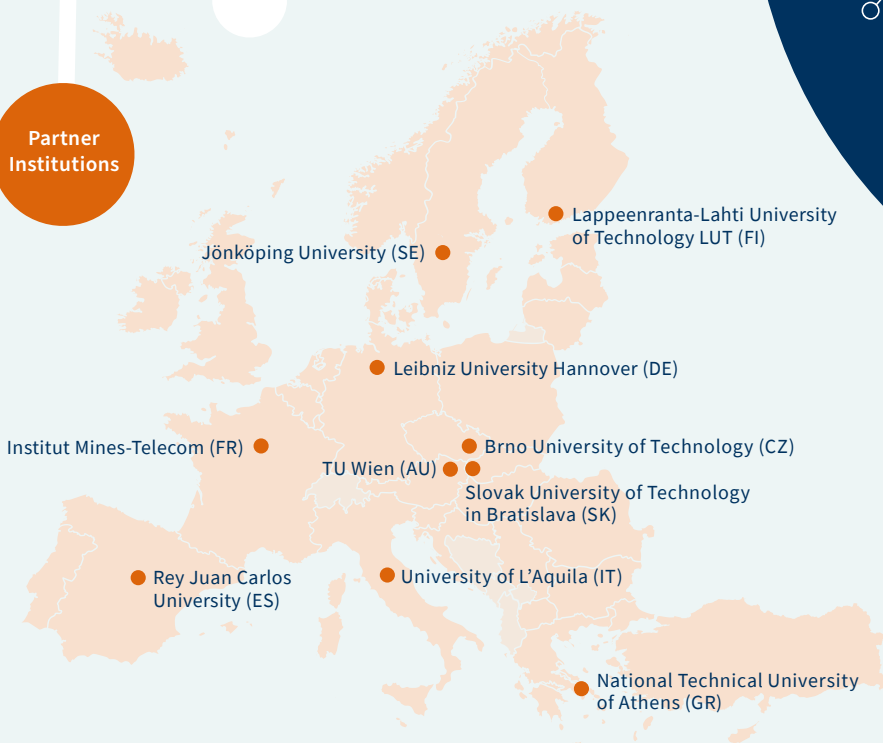 Partner
Institutions
Lappeenranta-Lahti University
of Technology LUT (FI)
Jönköping University (SE)
Leibniz University Hannover (DE)
Institut Mines-Telecom (FR)
Brno University of Technology (CZ)
TU Wien (AU)
Slovak University of Technology
in Bratislava (SK)
Rey Juan Carlos
University (ES)
University of L’Aquila (IT)
National Technical University
of Athens (GR)